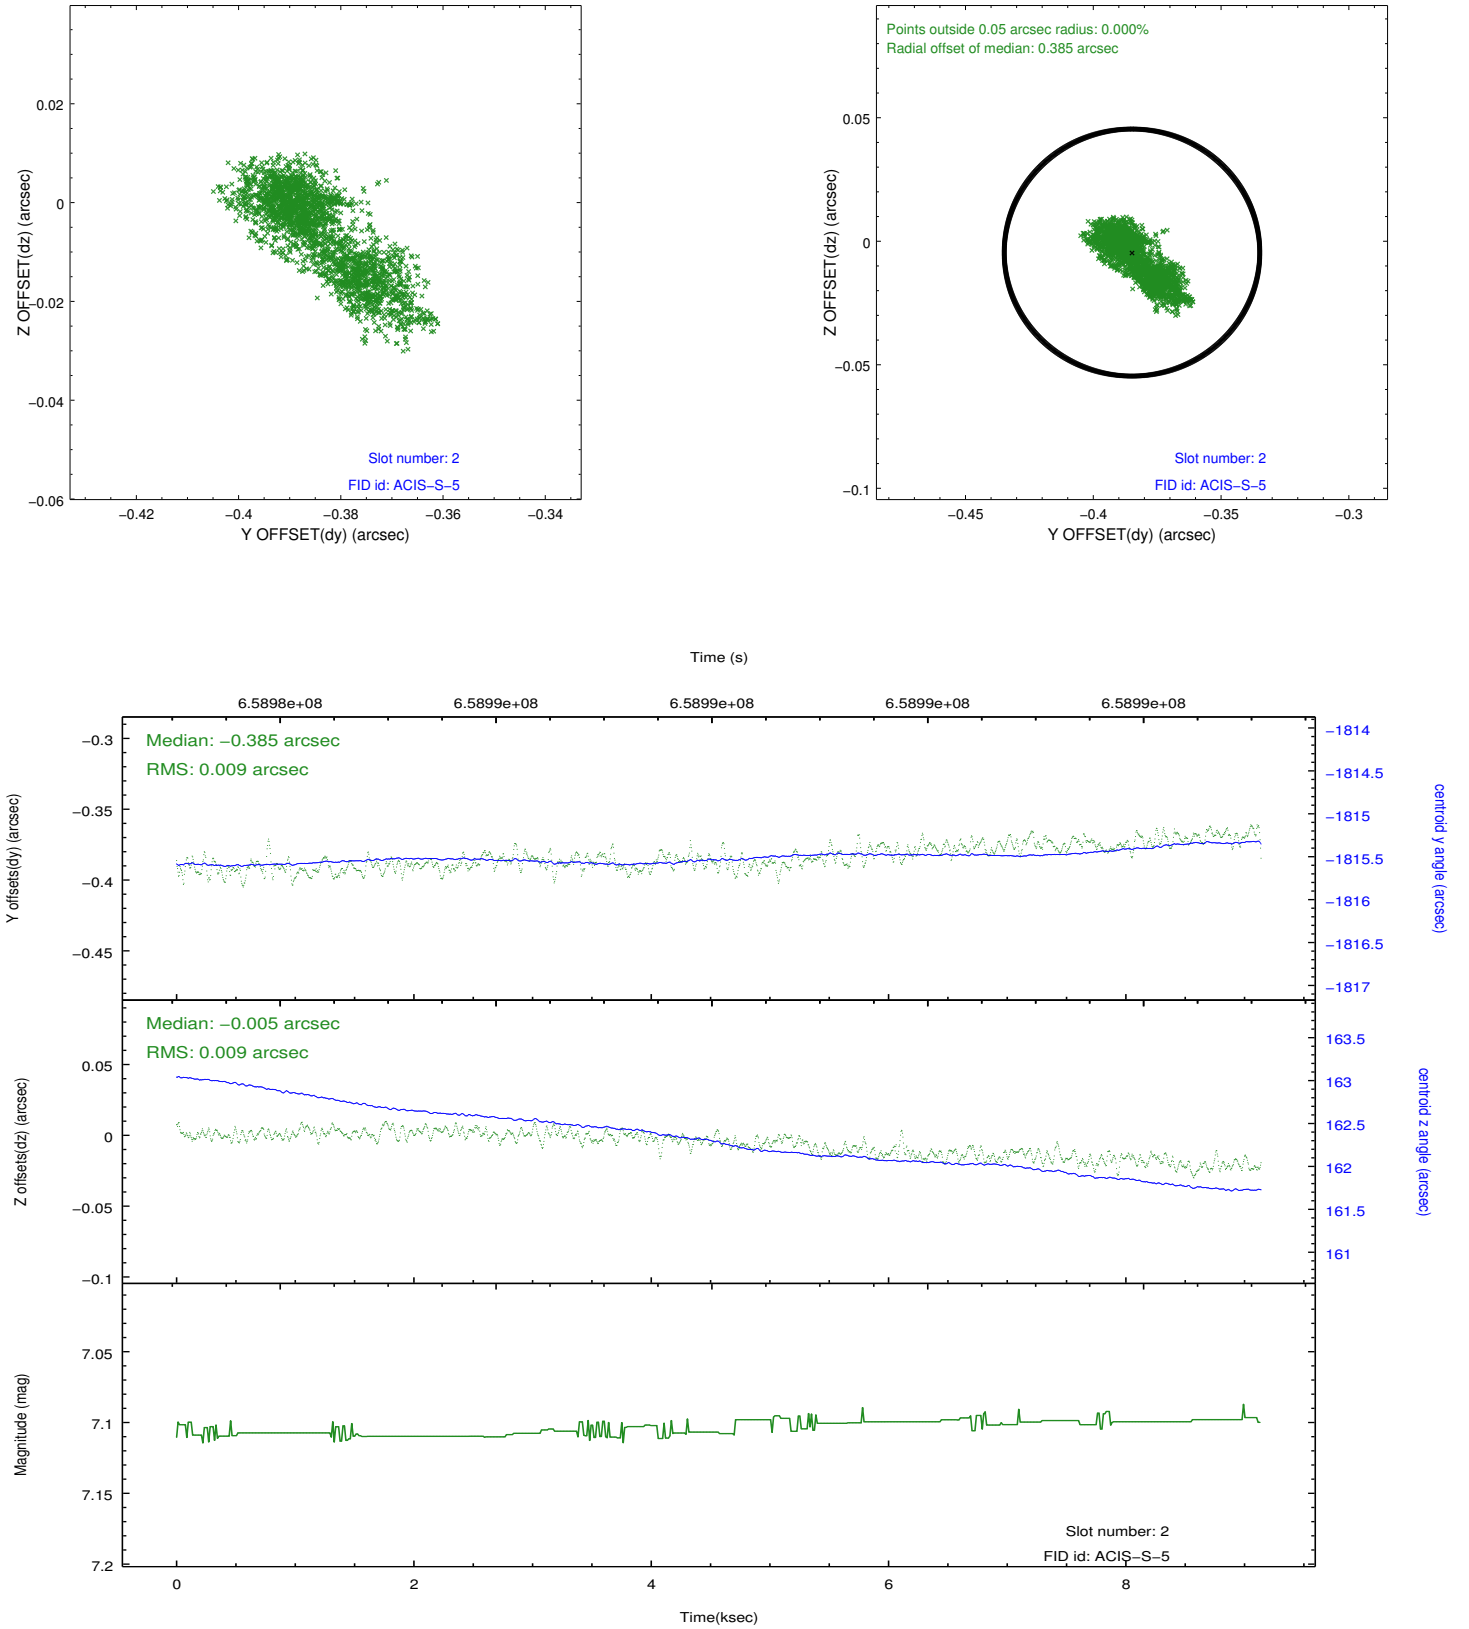 0.02
0
−0.02
−0.04
−0.06
Z OFFSET(dz) (arcsec)
Slot number: 2
FID id: ACIS−S−5
−0.42 −0.4 −0.38 −0.36 −0.34
Y OFFSET(dy) (arcsec)
Points outside 0.05 arcsec radius: 0.000%
Radial offset of median: 0.385 arcsec
0.05
0
−0.05
−0.1
Z OFFSET(dz) (arcsec)
Slot number: 2
FID id: ACIS−S−5
−0.45 −0.4 −0.35 −0.3
Y OFFSET(dy) (arcsec)
Time (s)
6.5898e+08 6.5899e+08 6.5899e+08 6.5899e+08 6.5899e+08
Median: −0.385 arcsec
RMS: 0.009 arcsec
−0.3
−0.35
−0.4
−0.45
Y offsets(dy) (arcsec)
−1814
−1814.5
−1815
−1815.5
−1816
−1816.5
−1817
centroid y angle (arcsec)
Median: −0.005 arcsec
RMS: 0.009 arcsec
0.05
0
−0.05
−0.1
Z offsets(dz) (arcsec)
163.5
163
162.5
162
161.5
161
centroid z angle (arcsec)
7.05
7.1
7.15
7.2
Magnitude (mag)
Slot number: 2
FID id: ACIS−S−5
0 2 4 6 8
Time(ksec)